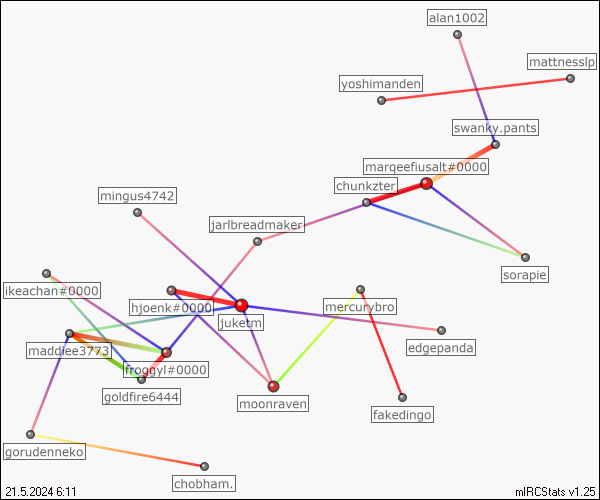 alan1002
mattnesslp
yoshimanden
swanky.pants
marqeefiusalt#0000
chunkzter
mingus4742
jarlbreadmaker
sorapie
ikeachan#0000
hjoenk#0000
mercurybro
juketm
edgepanda
maddiee3773
froggyl#0000
goldfire6444
moonraven
fakedingo
gorudenneko
chobham.
21.5.2024 6:11
mIRCStats v1.25